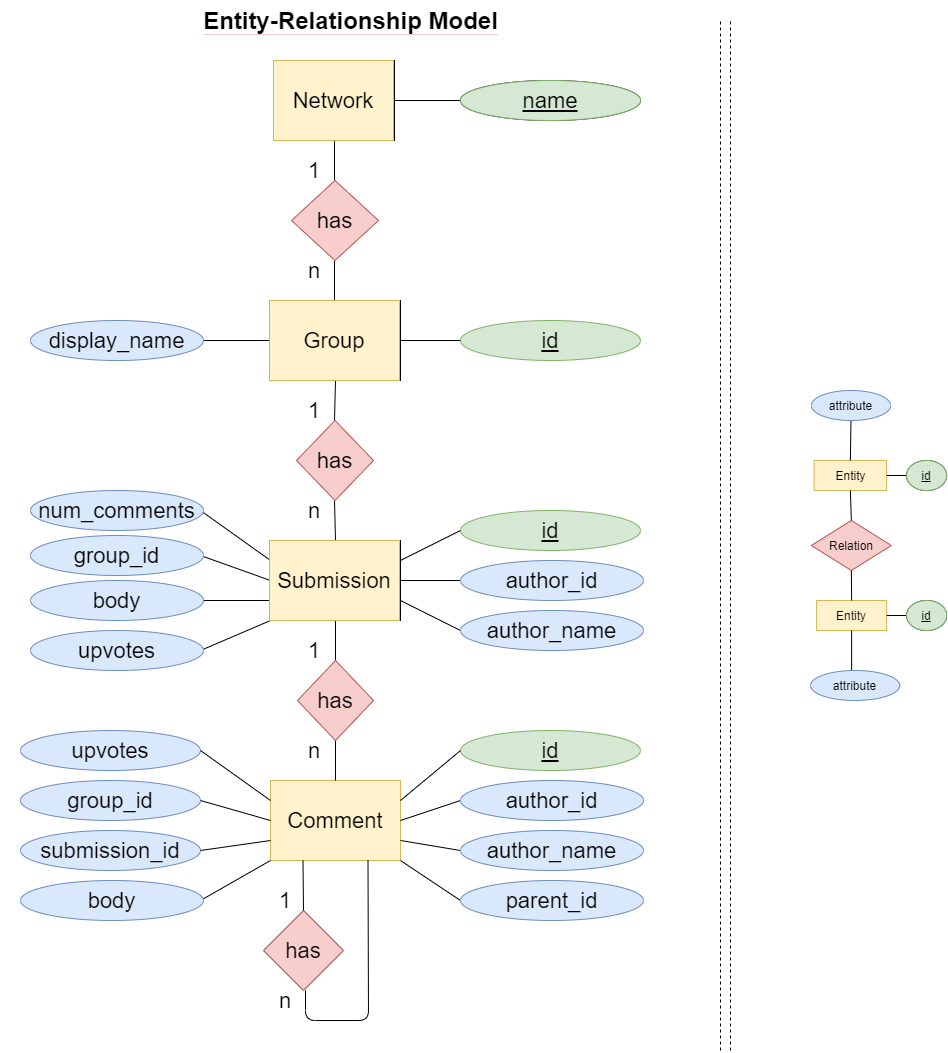 Entity-Relationship Model
Network
name
1
has
n
display_name
Group
id
1
has
n
num_comments
group_id
body
upvotes
Submission
id
author_id
author_name
1
has
n
upvotes
group_id
submission_id
body
Comment
id
author_id
author_name
parent_id
1
has
n
attribute
Entity
id
Relation
Entity
id
attribute